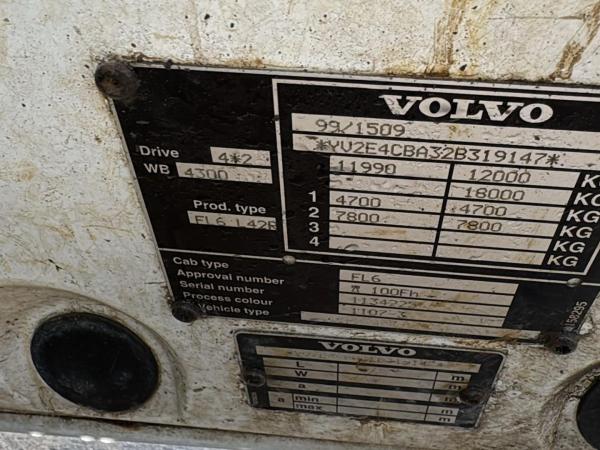 VOLVO
99/1509
*YV2E4CBA32B319147*
Drive 4*2
WB 4300
11990 12000 KG
18000 KG
1 4700 4700 KG
2 7800 7800 KG
3 KG
4 KG
Prod. type
FL6 L42R
Cab type FL6
Approval number
Serial number
Process colour
Vehicle type
158295
VOLVO
L m
W m
a m
a min m
max m